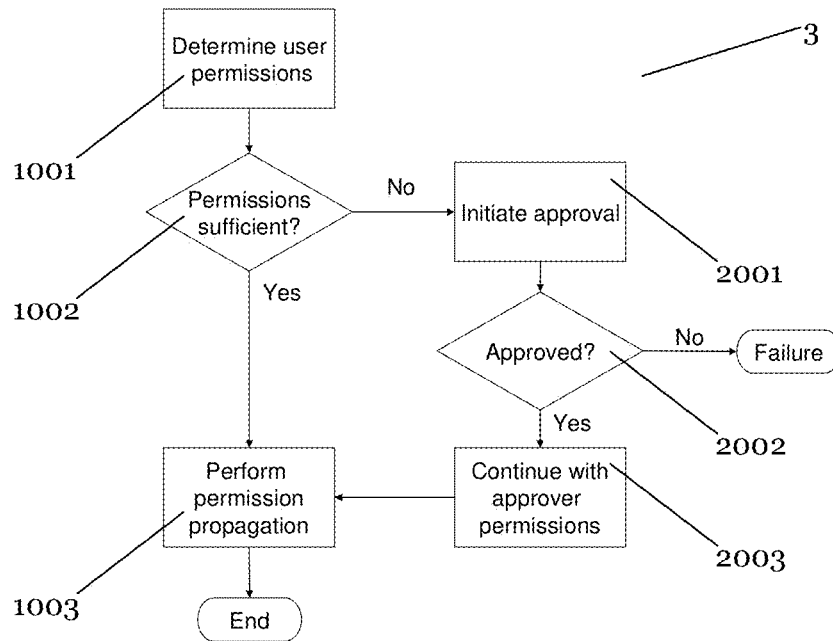 3
Determine user
permissions
1001
Permissions
sufficient?
No
Initiate approval
1002
2001
Yes
Approved?
No
Failure
Yes
2002
Perform
permission
propagation
Continue with
approver
permissions
1003
2003
End